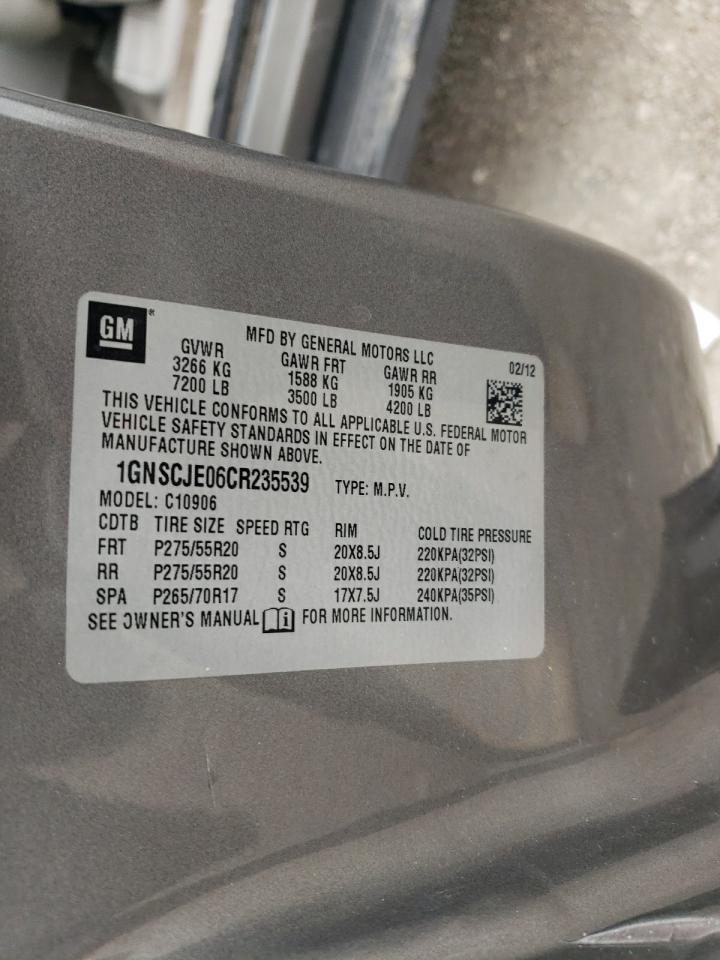 GM
MFD BY GENERAL MOTORS LLC
02/12
GVWR GAWR FRT GAWR RR
3266 KG 1588 KG 1905 KG
7200 LB 3500 LB 4200 LB
THIS VEHICLE CONFORMS TO ALL APPLICABLE U.S. FEDERAL MOTOR
VEHICLE SAFETY STANDARDS IN EFFECT ON THE DATE OF
MANUFACTURE SHOWN ABOVE.
1GNSCJE06CR235539 TYPE: M.P.V.
MODEL: C10906
CDTB TIRE SIZE SPEED RTG RIM COLD TIRE PRESSURE
FRT P275/55R20 S 20X8.5J 220KPA(32PSI)
RR P275/55R20 S 20X8.5J 220KPA(32PSI)
SPA P265/70R17 S 17X7.5J 240KPA(35PSI)
SEE OWNER'S MANUAL i FOR MORE INFORMATION.